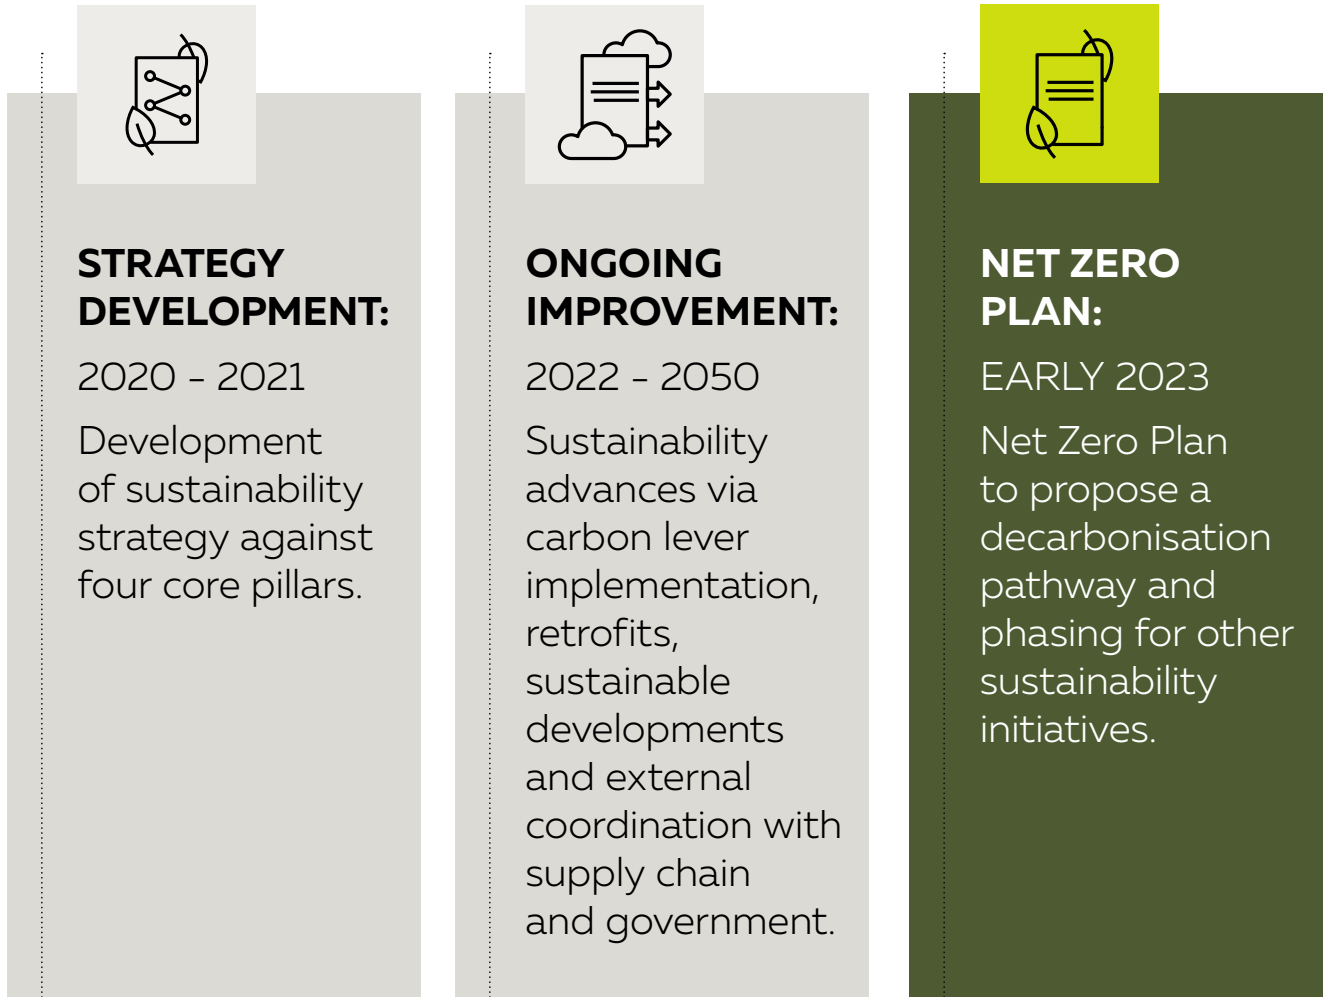 STRATEGY
DEVELOPMENT:
2020 - 2021
Development
of sustainability
strategy against
four core pillars.
ONGOING
IMPROVEMENT:
2022 - 2050
Sustainability
advances via
carbon lever
implementation,
retrofits,
sustainable
developments
and external
coordination with
supply chain
and government.
NET ZERO
PLAN:
EARLY 2023
Net Zero Plan
to propose a
decarbonisation
pathway and
phasing for other
sustainability
initiatives.